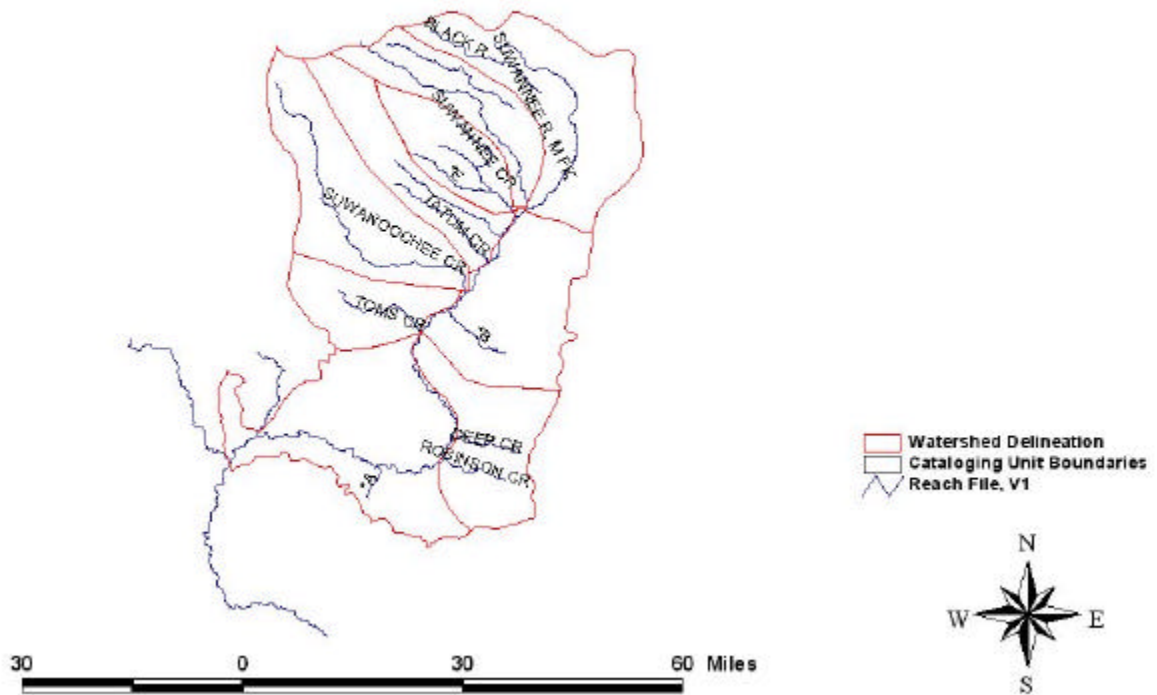 BLACK R.
SUWANNEE R, M FK
SUWANNEE CR
*E
TATUM CR
SUWANOOCHEE CR
TOMS CR
*B
DEEP CR
ROBINSON CR
*A
Watershed Delineation
Cataloging Unit Boundaries
Reach File, V1
N
W E
S
30 0 30 60 Miles